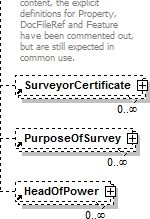 content, the explicit
definitions for Property,
DocFileRef and Feature
have been commented out,
but are still expected in
common use.
SurveyorCertificate
0..∞
PurposeOfSurvey
0..∞
HeadOfPower
0..∞